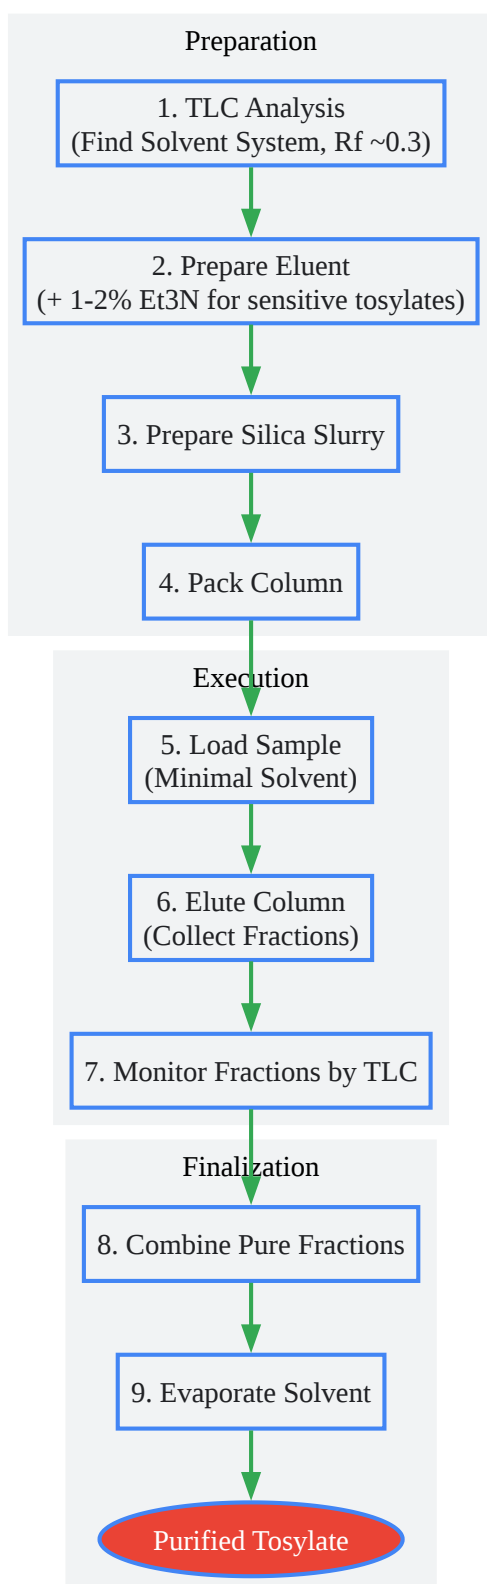 Preparation
1. TLC Analysis
(Find Solvent System, Rf ~0.3)
2. Prepare Eluent
(+ 1-2% Et3N for sensitive tosylates)
3. Prepare Silica Slurry
4. Pack Column
Execution
5. Load Sample
(Minimal Solvent)
6. Elute Column
(Collect Fractions)
7. Monitor Fractions by TLC
Finalization
8. Combine Pure Fractions
9. Evaporate Solvent
Purified Tosylate